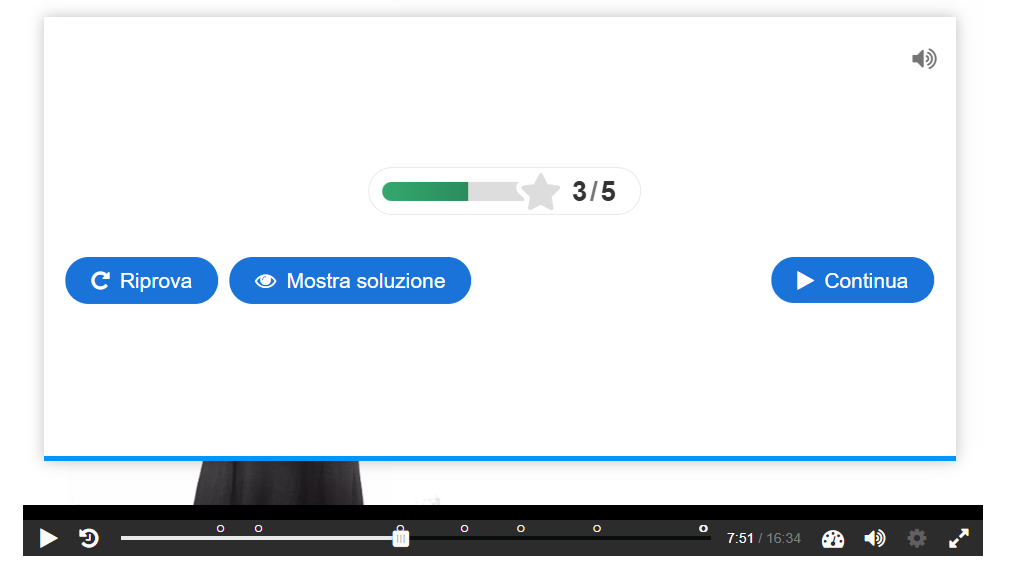 3/5
Riprova
Mostra soluzione
Continua
7:51 / 16:34